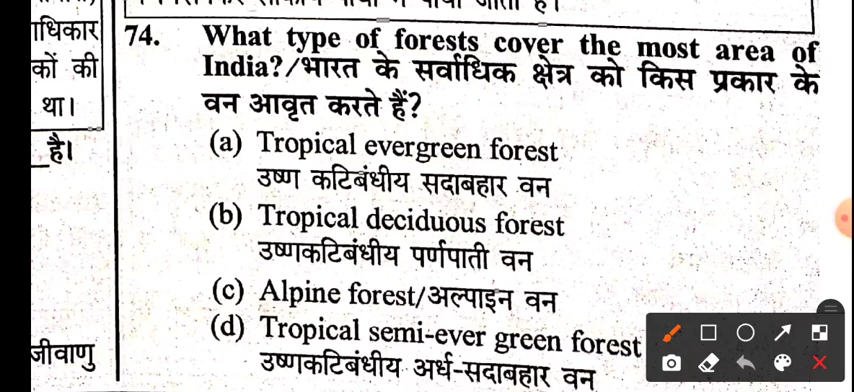 ाधिकार
कों की
था।
है।
जीवाणु
74. What type of forests cover the most area of
India?/भारत के सर्वाधिक क्षेत्र को किस प्रकार के
वन आवृत करते हैं?
(a) Tropical evergreen forest
उष्ण कटिबंधीय सदाबहार वन
(b) Tropical deciduous forest
उष्णकटिबंधीय पर्णपाती वन
(c) Alpine forest/अल्पाइन वन
(d) Tropical semi-ever green forest
उष्णकटिबंधीय अर्ध-सदाबहार वन